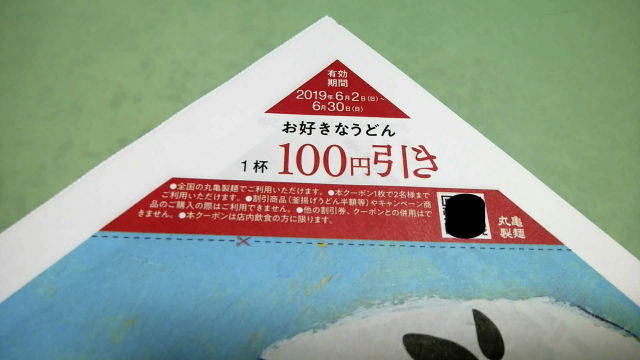 有効
期間
2019年6月2日(日)〜
6月30日(日)
お好きなうどん
1杯 100円引き
●全国の丸亀製麺でご利用いただけます。●本クーポン1枚で2名様まで
ご利用いただけます。●割引商品(釜揚げうどん半額等)やキャンペーン商
品のご購入の際はご利用できません。●他の割引券、クーポンとの併用はで
きません。●本クーポンは店内飲食の方に限ります。
丸亀
製麺